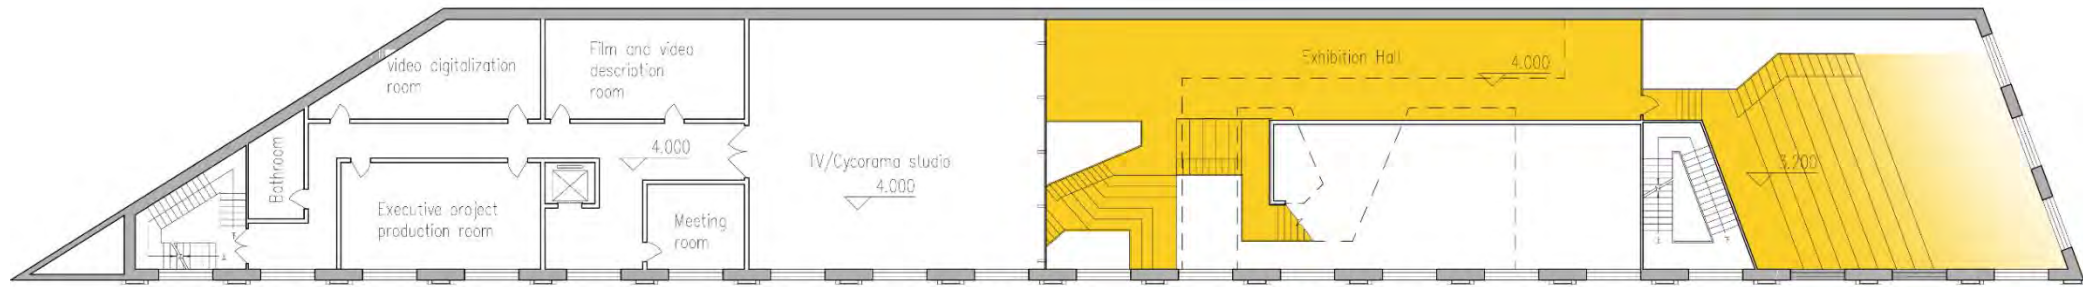 video cigitalization
room
Film and video
description
room
Exhibition Hall
4.000
Bathroom
4.000
TV/Cycorama studio
4.000
3.200
Executive project
production room
Meeting
room